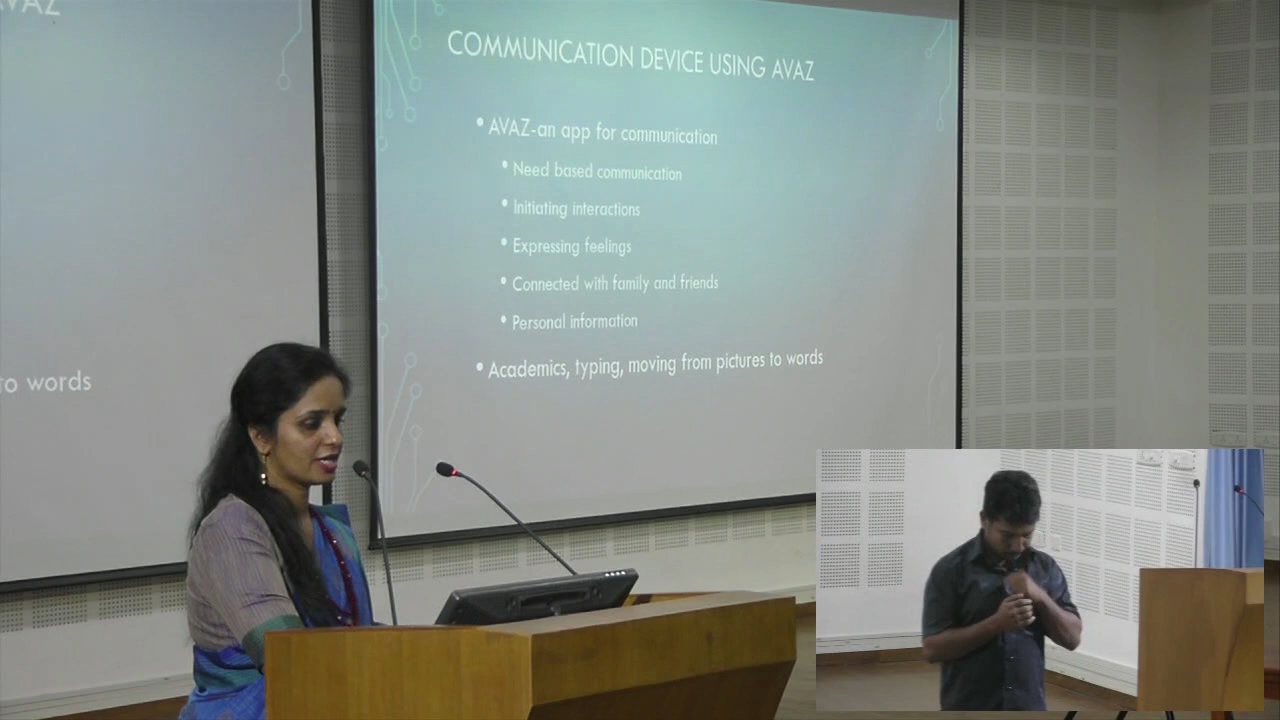 AVAZ
to words
COMMUNICATION DEVICE USING AVAZ
• AVAZ-an app for communication
• Need based communication
• Initiating interactions
• Expressing feelings
• Connected with family and friends
• Personal information
• Academics, typing, moving from pictures to words